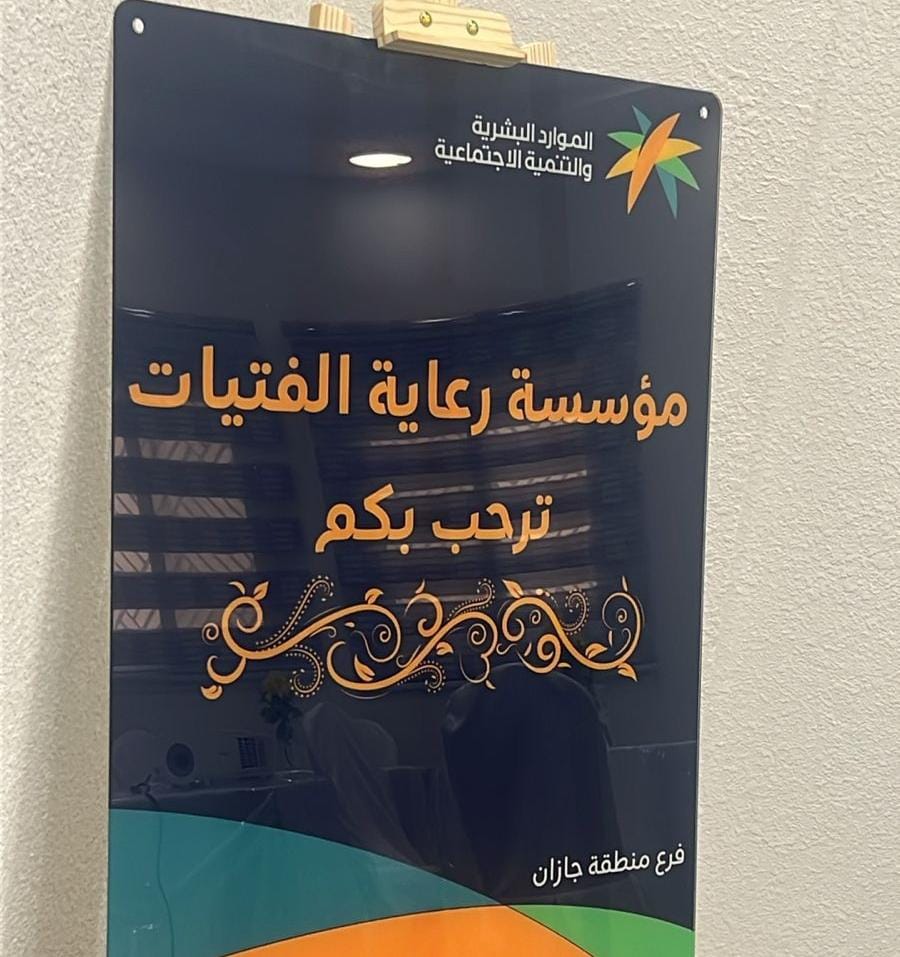 الموارد البشرية
والتنمية الاجتماعية
مؤسسة رعاية الفتيات
ترحب بكم
فرع منطقة جازان